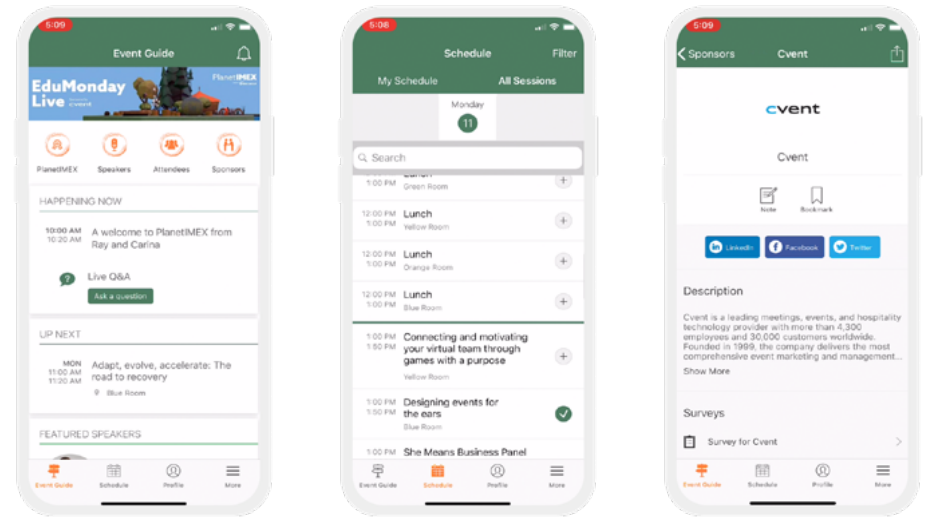 5:09
Event Guide
EduMonday
Live
PlanetIMEX
PlanetIMEX Speakers Attendees Sponsors
HAPPENING NOW
10:00 AM A welcome to PlanetIMEX from
10:20 AM Ray and Carina
Live Q&A
Ask a question
UP NEXT
MON
11:00 AM Adapt, evolve, accelerate: The
11:20 AM road to recovery
Blue Room
FEATURED SPEAKERS
Event Guide Schedule Profile More
5:08
Schedule Filter
My Schedule All Sessions
Monday
11
Search
Lunch
1:00 PM Green Room
12:00 PM Lunch
1:00 PM Yellow Room
12:00 PM Lunch
1:00 PM Orange Room
12:00 PM Lunch
1:00 PM Blue Room
1:00 PM Connecting and motivating
1:50 PM your virtual team through
games with a purpose
Yellow Room
1:00 PM Designing events for
1:50 PM the ears
Blue Room
1:00 PM She Means Business Panel
Event Guide Schedule Profile More
5:09
Sponsors Cvent
cvent
Cvent
Note Bookmark
LinkedIn Facebook Twitter
Description
Cvent is a leading meetings, events, and hospitality
technology provider with more than 4,300
employees and 30,000 customers worldwide.
Founded in 1999, the company delivers the most
comprehensive event marketing and management...
Show More
Surveys
Survey for Cvent
Event Guide Schedule Profile More